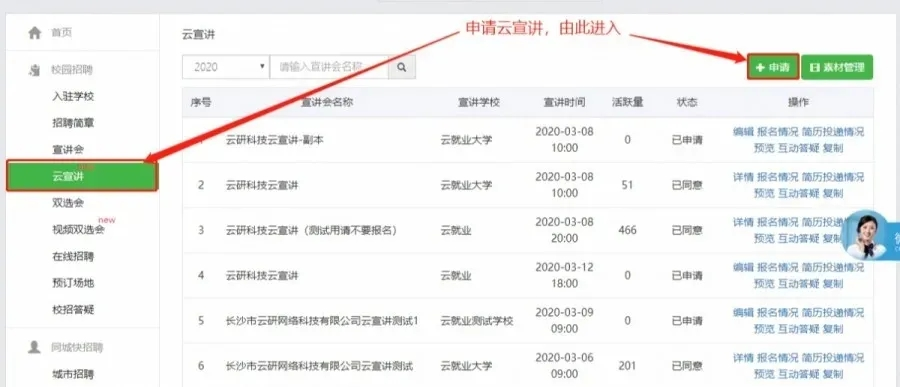 申请云宣讲，由此进入
首页
校园招聘
入驻学校
招聘简章
宣讲会
云宣讲
双选会
视频双选会 new
在线招聘
预订场地
校招答疑
同城快招聘
城市招聘
云宣讲
2020 请输入宣讲会名称 申请 素材管理
序号 宣讲会名称 宣讲学校 宣讲时间 活跃量 状态 操作
云研科技云宣讲-副本 云就业大学 2020-03-08 0 已申请 编辑 报名情况 简历投递情况
10:00 预览 互动答疑 复制
2 云研科技云宣讲 云就业大学 2020-03-08 51 已同意 详情 报名情况 简历投递情况
10:00 预览 互动答疑 复制
3 云研科技云宣讲（测试用请不要报名） 云就业 2020-03-08 466 已同意 详情 报名情况 简历投递情况
20:00 预览 互动答疑 复制
4 云研科技云宣讲 云就业 2020-03-12 0 已申请 编辑 报名情况 简历投递情况
18:00 预览 互动答疑 复制
5 长沙市云研网络科技有限公司云宣讲测试1 云就业测试学校 2020-03-09 0 已申请 编辑 报名情况 简历投递情况
09:00 预览 互动答疑 复制
6 长沙市云研网络科技有限公司云宣讲测试 云就业大学 2020-03-06 201 已同意 详情 报名情况 简历投递情况
09:00 预览 互动答疑 复制